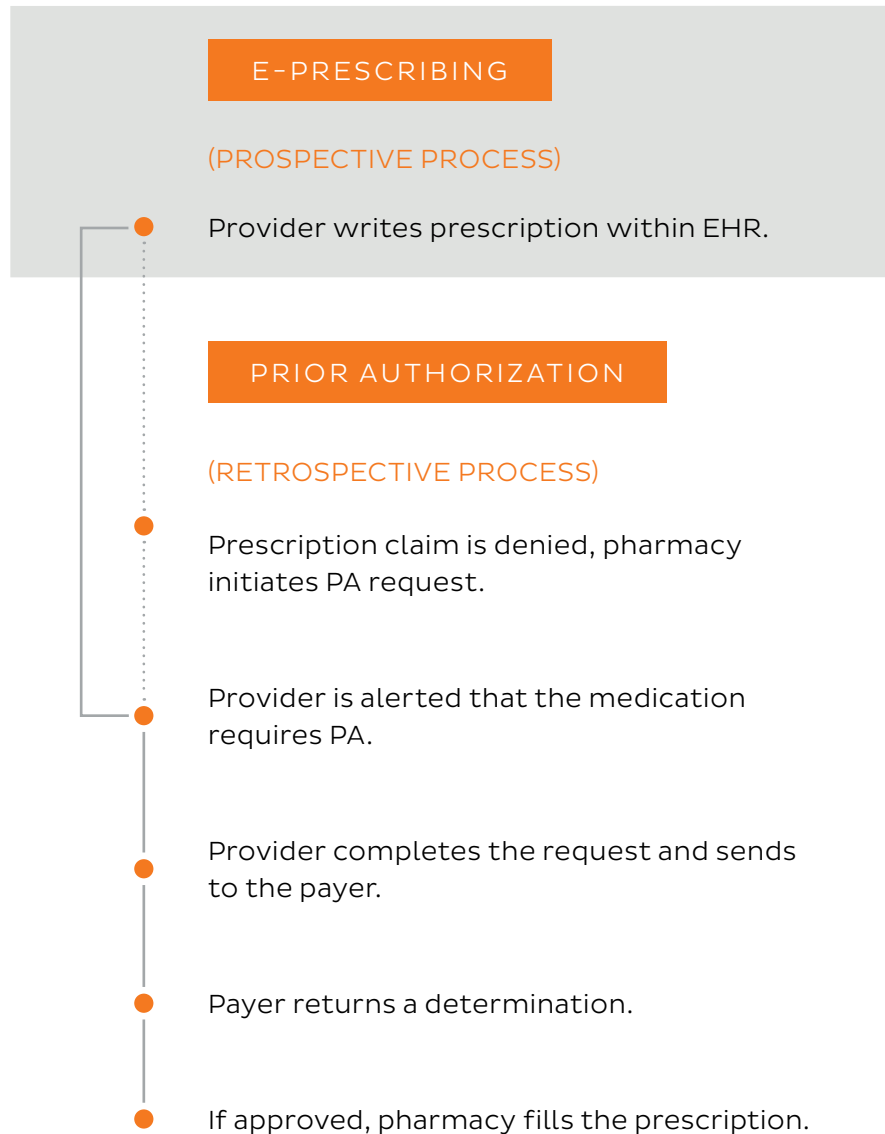 E-PRESCRIBING
(PROSPECTIVE PROCESS)
Provider writes prescription within EHR.
PRIOR AUTHORIZATION
(RETROSPECTIVE PROCESS)
Prescription claim is denied, pharmacy
initiates PA request.
Provider is alerted that the medication
requires PA.
Provider completes the request and sends
to the payer.
Payer returns a determination.
If approved, pharmacy fills the prescription.